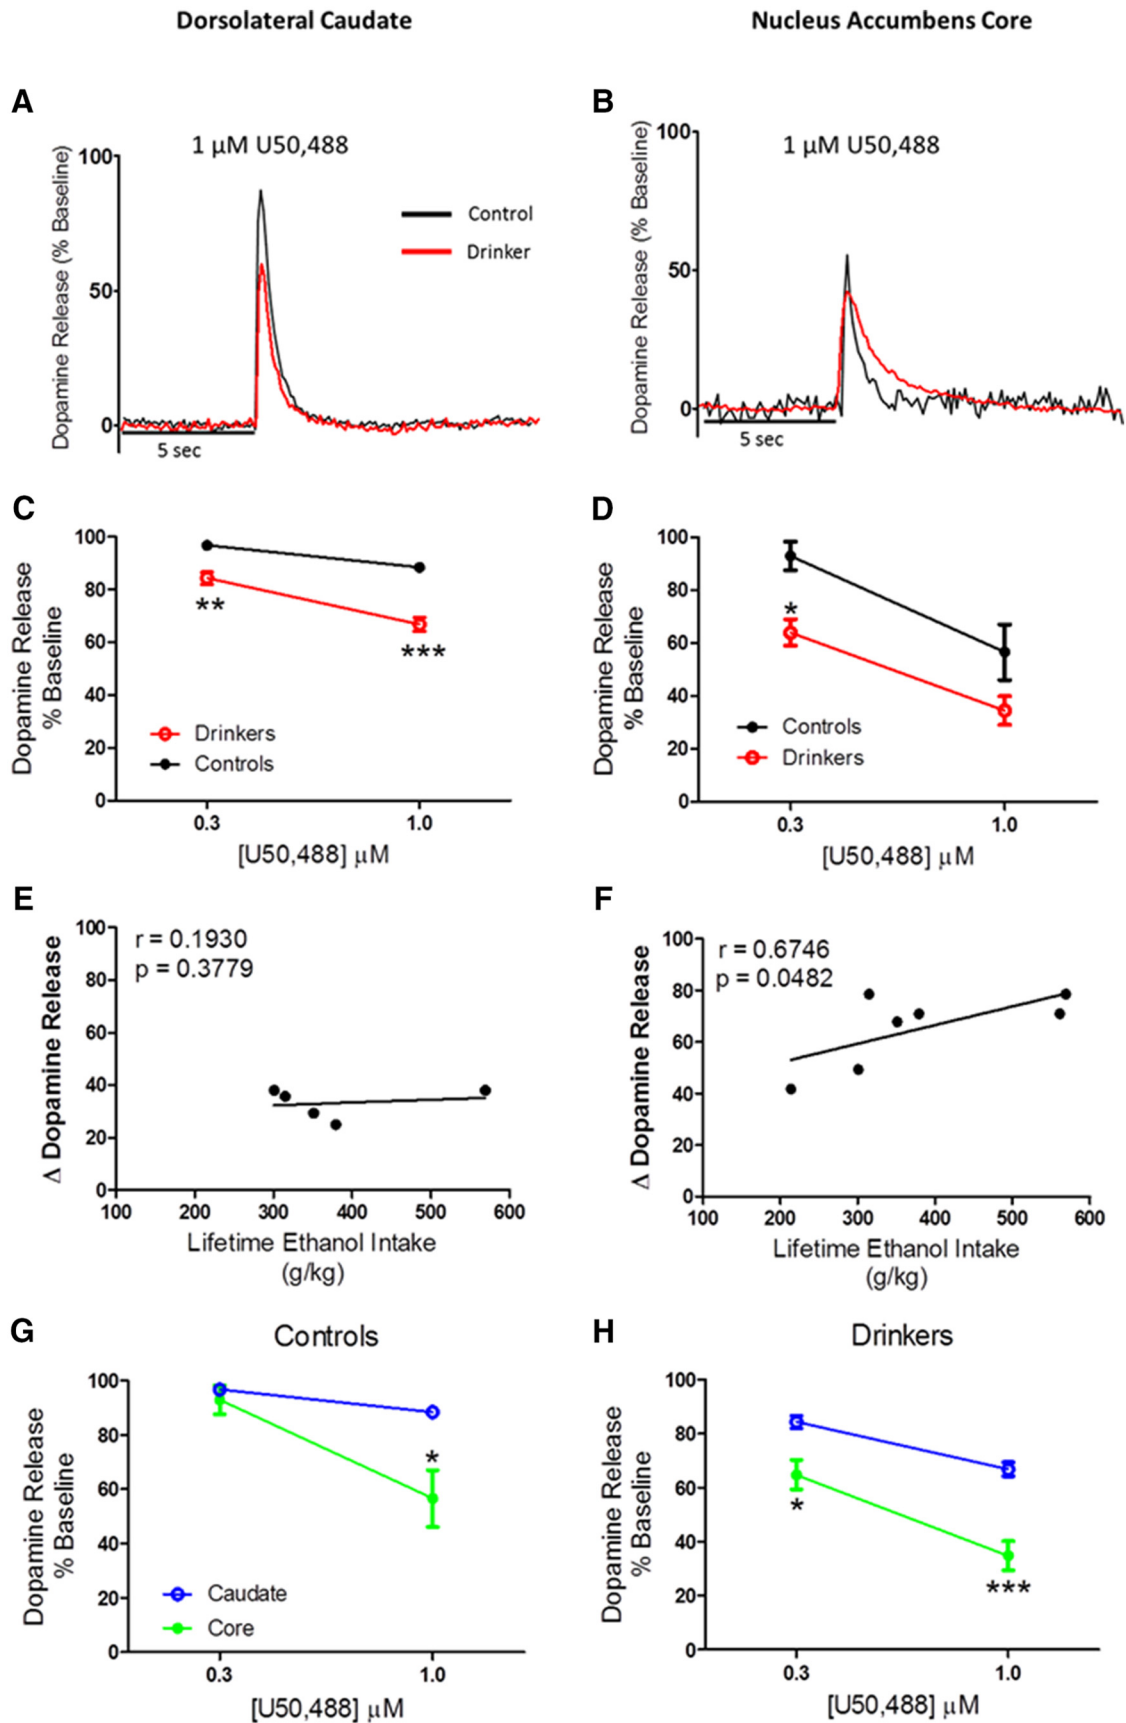 Dorsolateral Caudate
Nucleus Accumbens Core
A
Dopamine Release (% Baseline)
1 µM U50,488
100
50
0
5 sec
Control
Drinker
B
Dopamine Release (% Baseline)
1 µM U50,488
100
50
0
5 sec
C
Dopamine Release
% Baseline
100
80
60
40
20
0
**
***
Drinkers
Controls
0.3
1.0
[U50,488] µM
D
Dopamine Release
% Baseline
100
80
60
40
20
0
*
Controls
Drinkers
0.3
1.0
[U50,488] µM
E
Δ Dopamine Release
100
80
60
40
20
0
r = 0.1930
p = 0.3779
100 200 300 400 500 600
Lifetime Ethanol Intake
(g/kg)
F
Δ Dopamine Release
100
80
60
40
20
0
r = 0.6746
p = 0.0482
100 200 300 400 500 600
Lifetime Ethanol Intake
(g/kg)
G
Controls
Dopamine Release
% Baseline
100
80
60
40
20
0
*
Caudate
Core
0.3
1.0
[U50,488] µM
H
Drinkers
Dopamine Release
% Baseline
100
80
60
40
20
0
*
***
0.3
1.0
[U50,488] µM